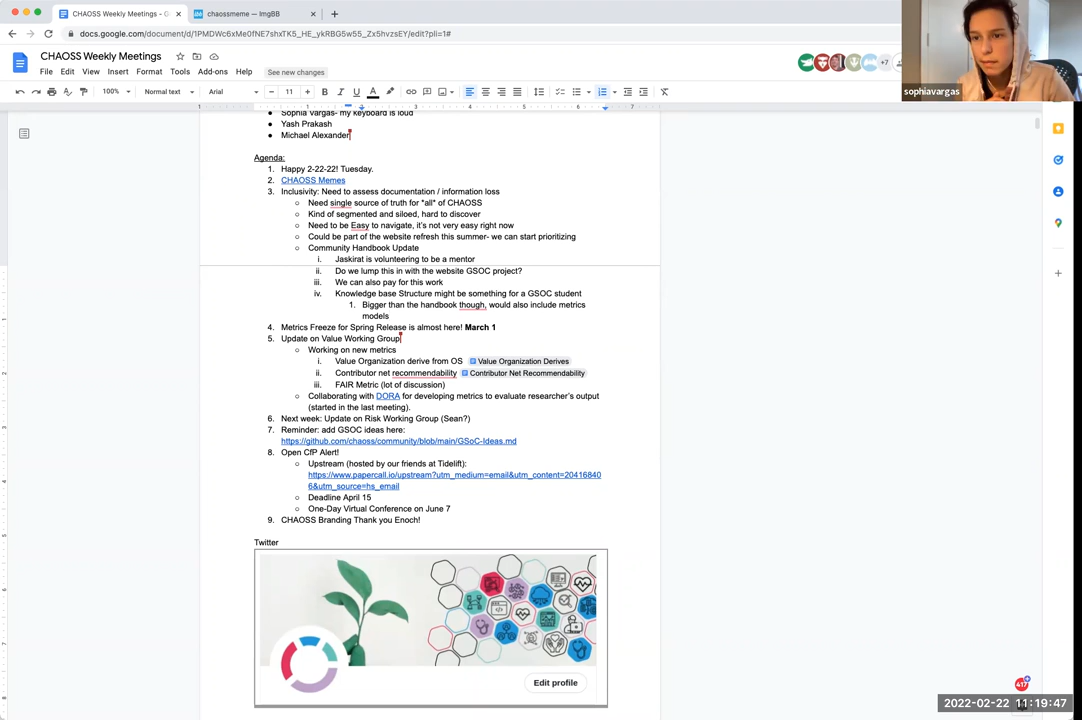 CHAOSS Weekly Meetings - G
chaossmeme — ImgBB
docs.google.com/document/d/1PMDWc6xMe0fNE7shxTK5_HE_ykRBG5w55_Zx5hvzsEY/edit?pli=1#
CHAOSS Weekly Meetings
File Edit View Insert Format Tools Add-ons Help See new changes
+7
100% Normal text Arial 11
sophiavargas
Sophia Vargas- my keyboard is loud
Yash Prakash
Michael Alexander
Agenda:
1. Happy 2-22-22! Tuesday.
2. CHAOSS Memes
3. Inclusivity: Need to assess documentation / information loss
Need single source of truth for *all* of CHAOSS
Kind of segmented and siloed, hard to discover
Need to be Easy to navigate, it's not very easy right now
Could be part of the website refresh this summer- we can start prioritizing
Community Handbook Update
i. Jaskirat is volunteering to be a mentor
ii. Do we lump this in with the website GSOC project?
iii. We can also pay for this work
iv. Knowledge base Structure might be something for a GSOC student
1. Bigger than the handbook though, would also include metrics
models
4. Metrics Freeze for Spring Release is almost here! March 1
5. Update on Value Working Group
Working on new metrics
i. Value Organization derive from OS Value Organization Derives
ii. Contributor net recommendability Contributor Net Recommendability
iii. FAIR Metric (lot of discussion)
Collaborating with DORA for developing metrics to evaluate researcher's output
(started in the last meeting).
6. Next week: Update on Risk Working Group (Sean?)
7. Reminder: add GSOC ideas here:
https://github.com/chaoss/community/blob/main/GSoC-Ideas.md
8. Open CfP Alert!
Upstream (hosted by our friends at Tidelift):
https://www.papercall.io/upstream?utm_medium=email&utm_content=20416840
6&utm_source=hs_email
Deadline April 15
One-Day Virtual Conference on June 7
9. CHAOSS Branding Thank you Enoch!
Twitter
Edit profile
417
2022-02-22 11:19:47